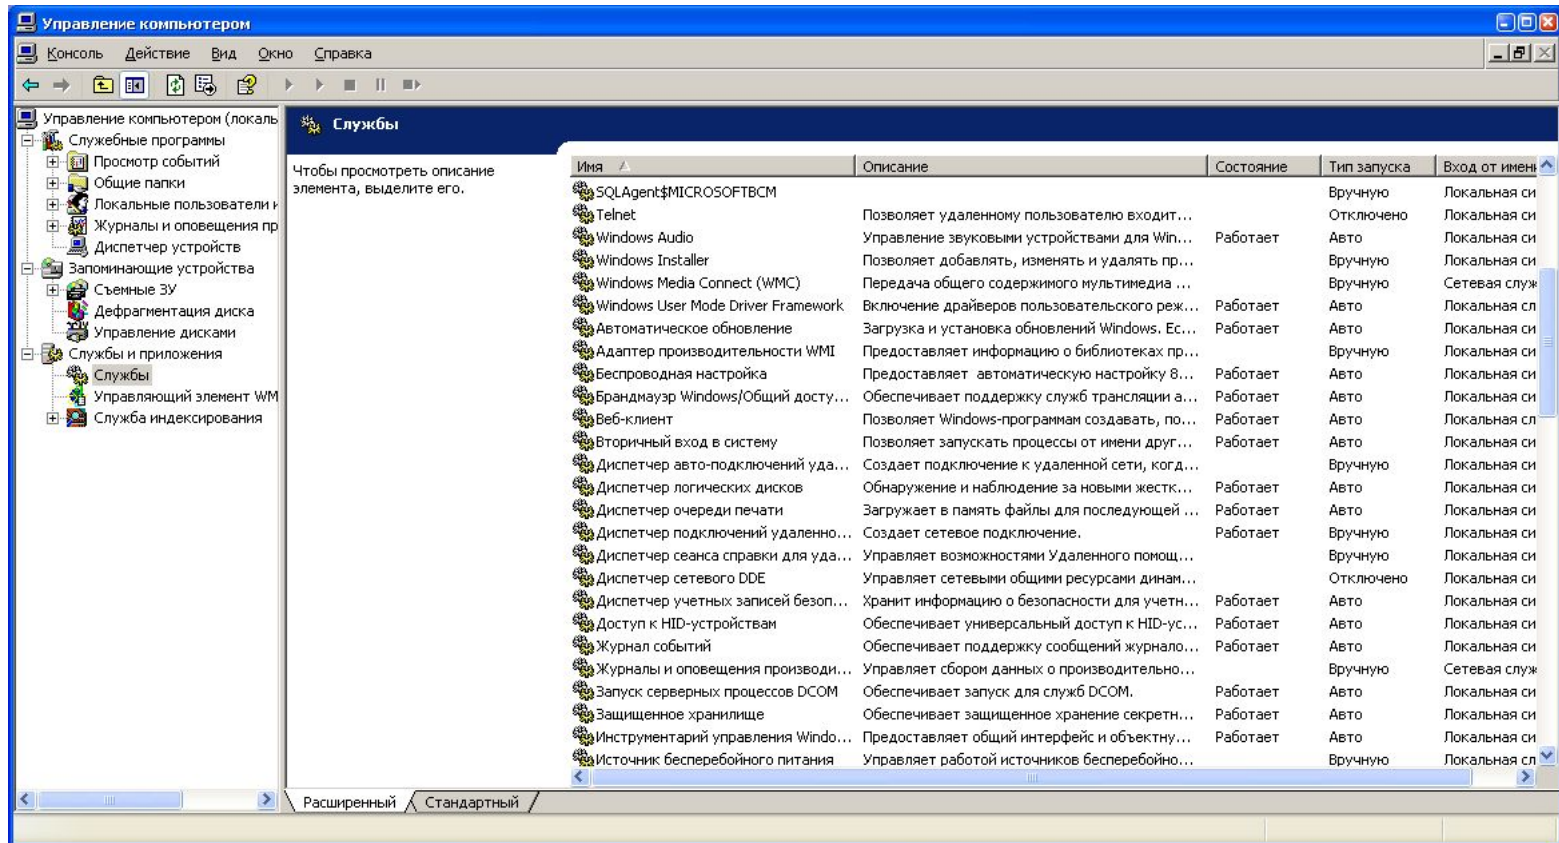 Управление компьютером
Консоль Действие Вид Окно Справка
Управление компьютером (локаль
Служебные программы
Просмотр событий
Общие папки
Локальные пользователи и
Журналы и оповещения пр
Диспетчер устройств
Запоминающие устройства
Съемные ЗУ
Дефрагментация диска
Управление дисками
Службы и приложения
Службы
Управляющий элемент WM
Служба индексирования
Службы
Чтобы просмотреть описание
элемента, выделите его.
Имя Описание Состояние Тип запуска Вход от имени
SQLAgent$MICROSOFTBCM Вручную Локальная си
Telnet Позволяет удаленному пользователю входит... Отключено Локальная си
Windows Audio Управление звуковыми устройствами для Win... Работает Авто Локальная си
Windows Installer Позволяет добавлять, изменять и удалять пр... Вручную Локальная си
Windows Media Connect (WMC) Передача общего содержимого мультимедиа ... Вручную Сетевая служ
Windows User Mode Driver Framework Включение драйверов пользовательского реж... Работает Авто Локальная сл
Автоматическое обновление Загрузка и установка обновлений Windows. Ес... Работает Авто Локальная си
Адаптер производительности WMI Предоставляет информацию о библиотеках пр... Вручную Локальная си
Беспроводная настройка Предоставляет автоматическую настройку 8... Работает Авто Локальная си
Брандмауэр Windows/Общий досту... Обеспечивает поддержку служб трансляции а... Работает Авто Локальная си
Веб-клиент Позволяет Windows-программам создавать, по... Работает Авто Локальная сл
Вторичный вход в систему Позволяет запускать процессы от имени друг... Работает Авто Локальная си
Диспетчер авто-подключений уда... Создает подключение к удаленной сети, когд... Вручную Локальная си
Диспетчер логических дисков Обнаружение и наблюдение за новыми жестк... Работает Авто Локальная си
Диспетчер очереди печати Загружает в память файлы для последующей ... Работает Авто Локальная си
Диспетчер подключений удаленно... Создает сетевое подключение. Работает Вручную Локальная си
Диспетчер сеанса справки для уда... Управляет возможностями Удаленного помощ... Вручную Локальная си
Диспетчер сетевого DDE Управляет сетевыми общими ресурсами динам... Отключено Локальная си
Диспетчер учетных записей безоп... Хранит информацию о безопасности для учетн... Работает Авто Локальная си
Доступ к HID-устройствам Обеспечивает универсальный доступ к HID-ус... Работает Авто Локальная си
Журнал событий Обеспечивает поддержку сообщений журнало... Работает Авто Локальная си
Журналы и оповещения производи... Управляет сбором данных о производительно... Вручную Сетевая служ
Запуск серверных процессов DCOM Обеспечивает запуск для служб DCOM. Работает Авто Локальная си
Защищенное хранилище Обеспечивает защищенное хранение секретн... Работает Авто Локальная си
Инструментарий управления Windo... Предоставляет общий интерфейс и объектну... Работает Авто Локальная си
Источник бесперебойного питания Управляет работой источников бесперебойно... Вручную Локальная сл
Расширенный Стандартный